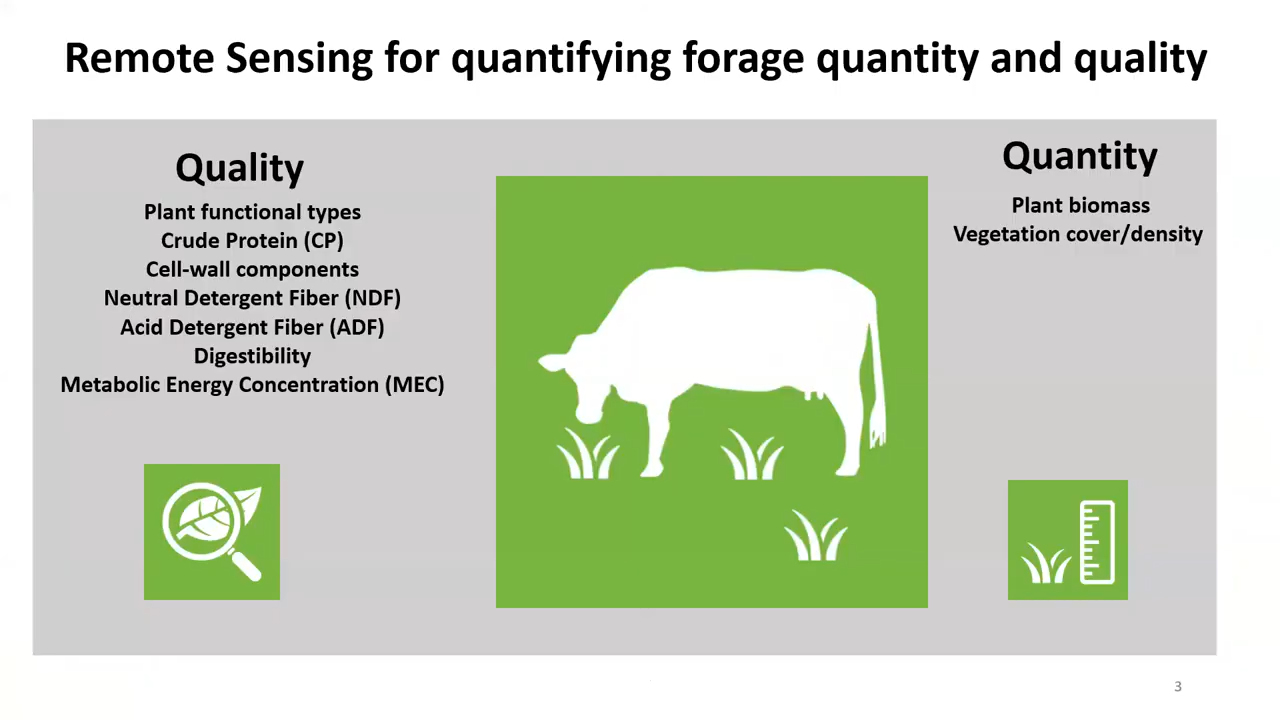 Remote Sensing for quantifying forage quantity and quality
Quality
Plant functional types
Crude Protein (CP)
Cell-wall components
Neutral Detergent Fiber (NDF)
Acid Detergent Fiber (ADF)
Digestibility
Metabolic Energy Concentration (MEC)
Quantity
Plant biomass
Vegetation cover/density
3